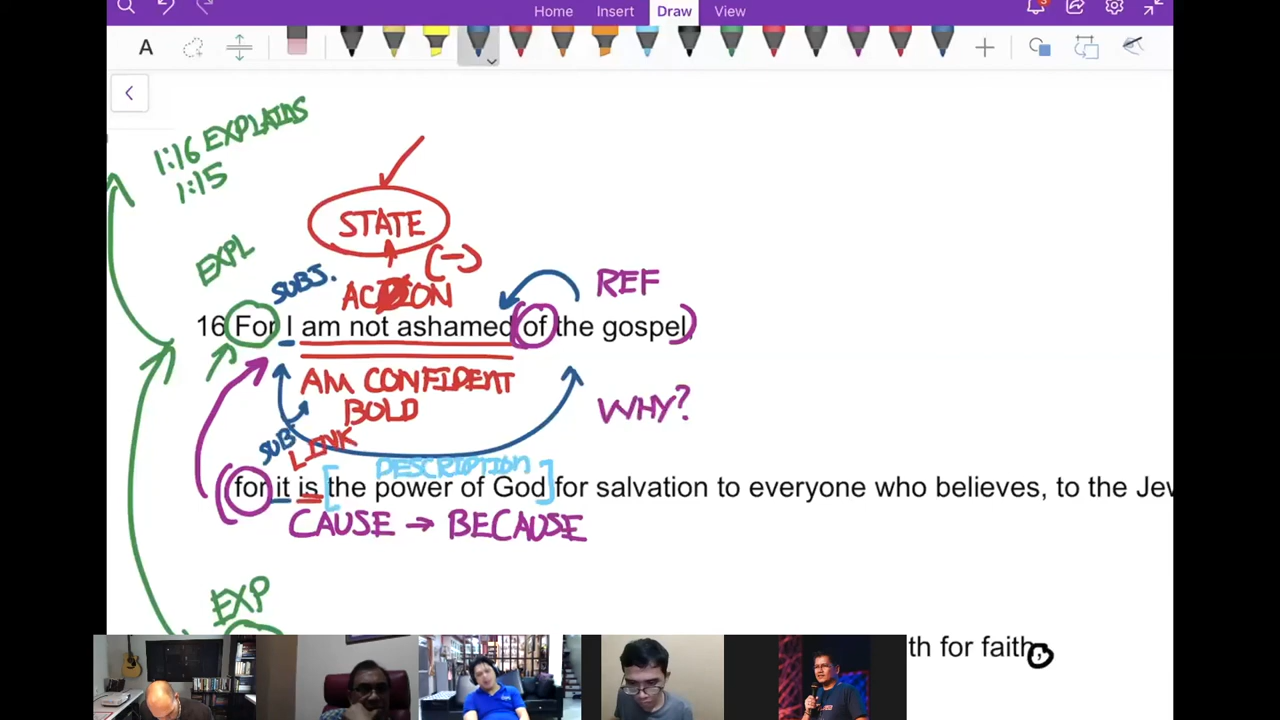 Home Insert Draw View
A
1:16 EXPLAINS
1:15
STATE
EXPL
SUBJ.
ACTION
(-)
REF
16 For I am not ashamed of the gospel,
AM CONFIDENT
BOLD
WHY?
SUB
LINK
DESCRIPTION
for it is the power of God for salvation to everyone who believes, to the Jew
CAUSE → BECAUSE
EXP
th for faith